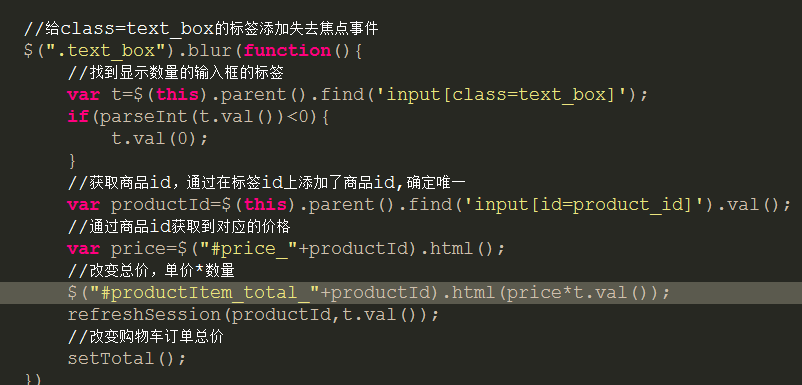 //给class=text_box的标签添加失去焦点事件
$(".text_box").blur(function(){
//找到显示数量的输入框的标签
var t=$(this).parent().find('input[class=text_box]');
if(parseInt(t.val())<0){
t.val(0);
}
//获取商品id，通过在标签id上添加了商品id,确定唯一
var productId=$(this).parent().find('input[id=product_id]').val();
//通过商品id获取到对应的价格
var price=$("#price_"+productId).html();
//改变总价，单价*数量
$("#productItem_total_"+productId).html(price*t.val());
refreshSession(productId,t.val());
//改变购物车订单总价
setTotal();
})